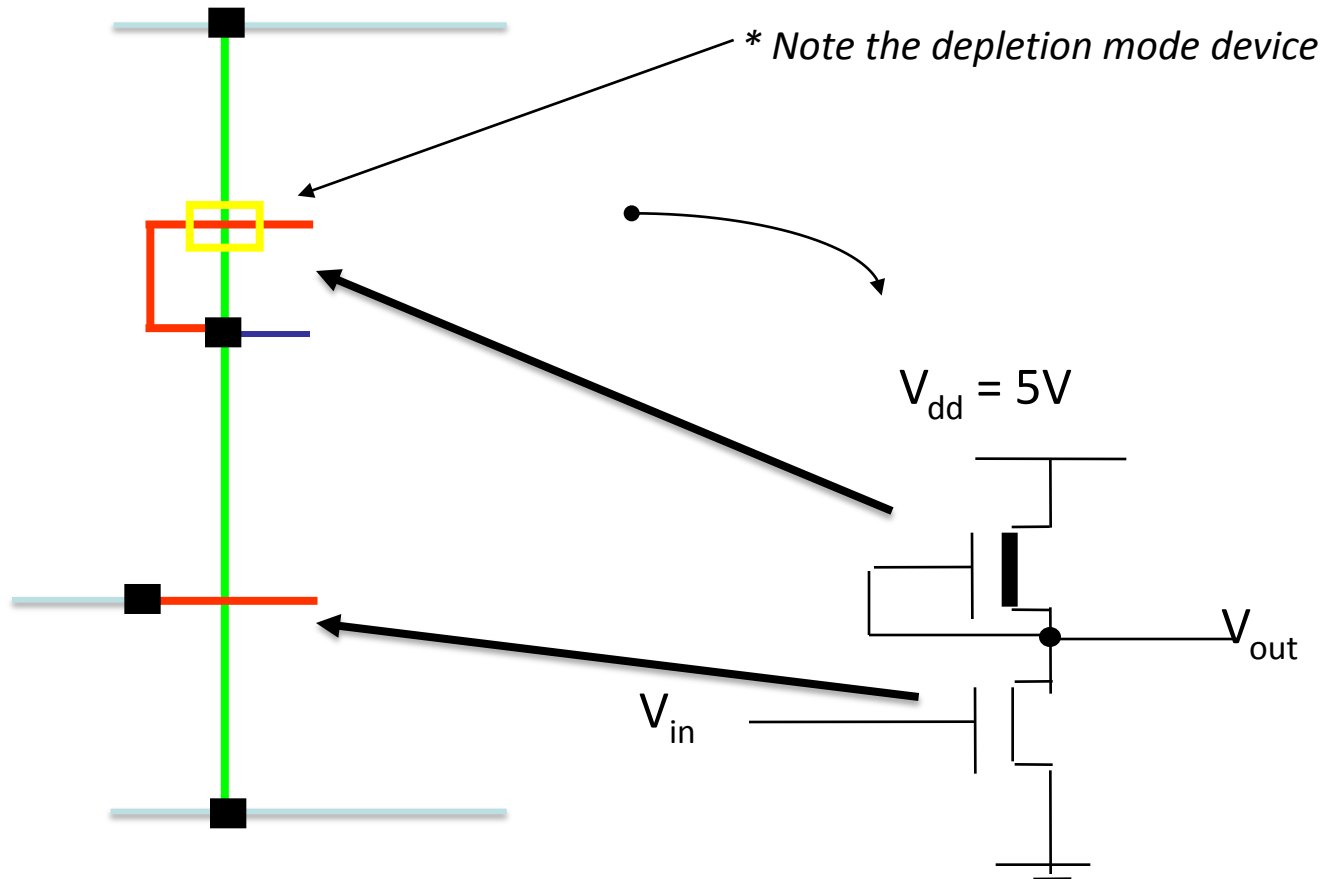 * Note the depletion mode device
Vdd = 5V
Vout
Vin